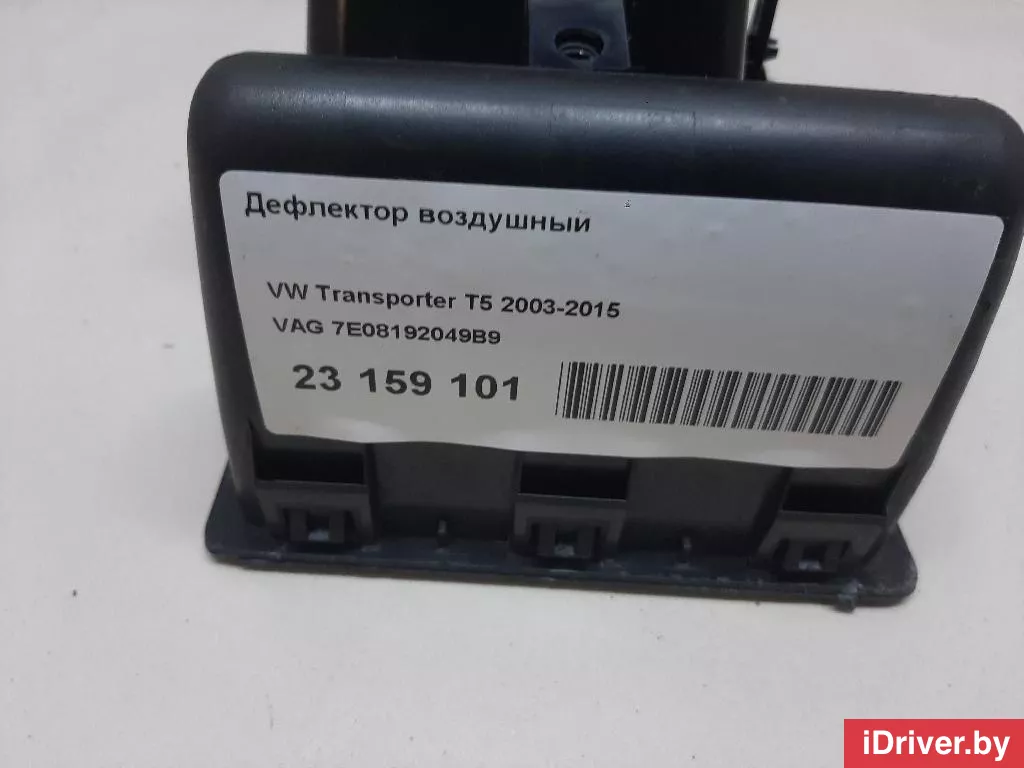 Дефлектор воздушный
VW Transporter T5 2003-2015
VAG 7E08192049B9
23 159 101
iDriver.by